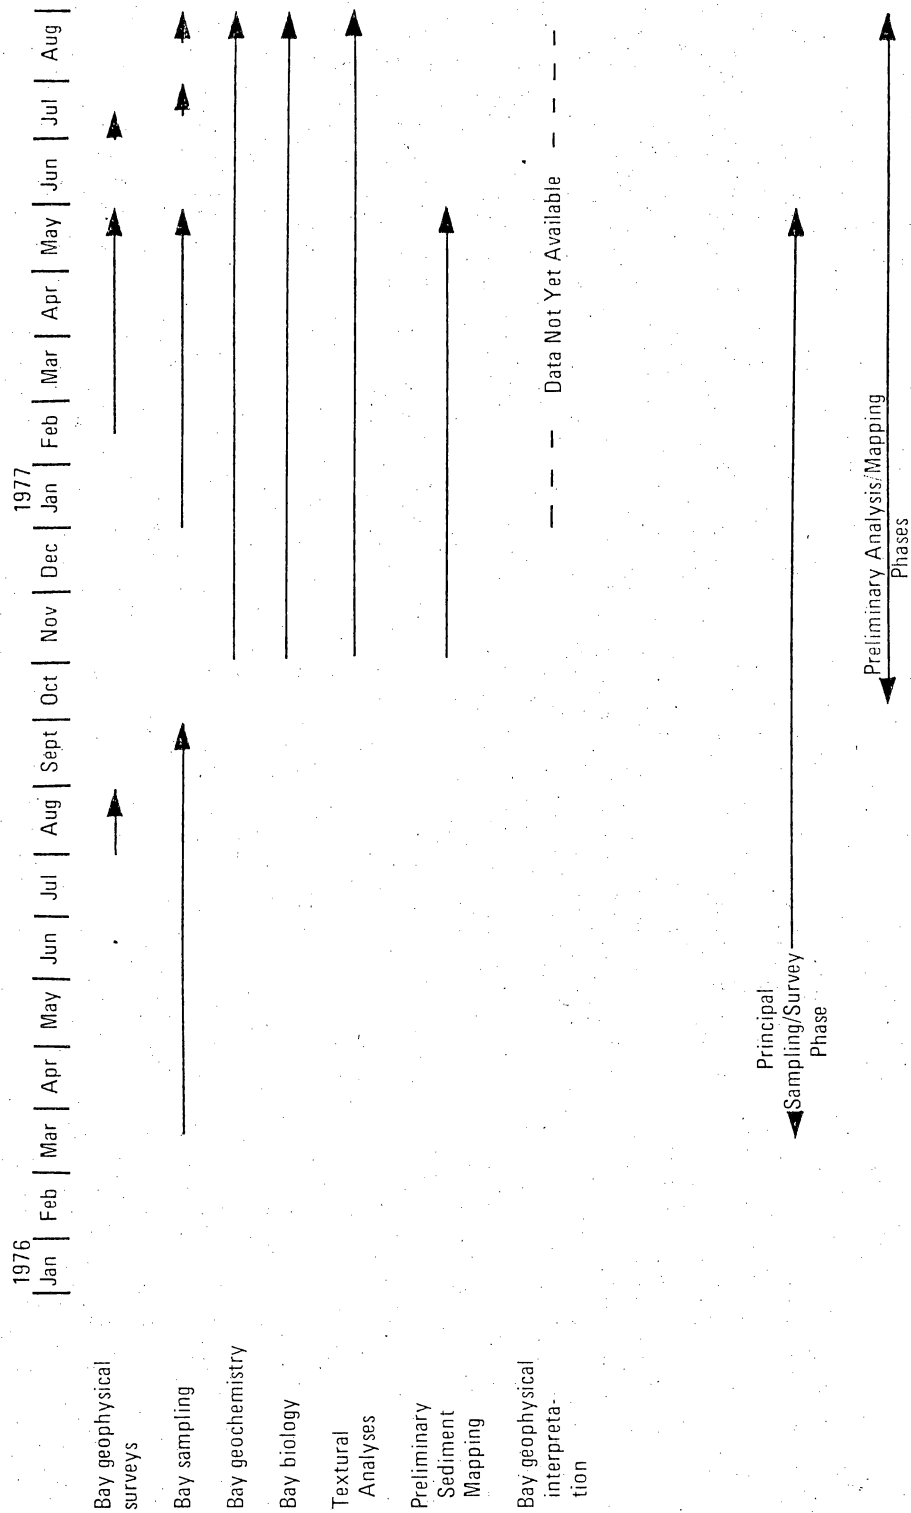 1976
1977
|Jan | Feb | Mar | Apr | May | Jun | Jul | Aug | Sept | Oct | Nov | Dec | Jan | Feb | Mar | Apr | May | Jun | Jul | Aug |
Bay geophysical
surveys
Bay sampling
Bay geochemistry
Bay biology
Textural
Analyses
Preliminary
Sediment
Mapping
Bay geophysical
interpreta-
tion
Data Not Yet Available
Principal
Sampling/Survey
Phase
Preliminary Analysis/Mapping
Phases